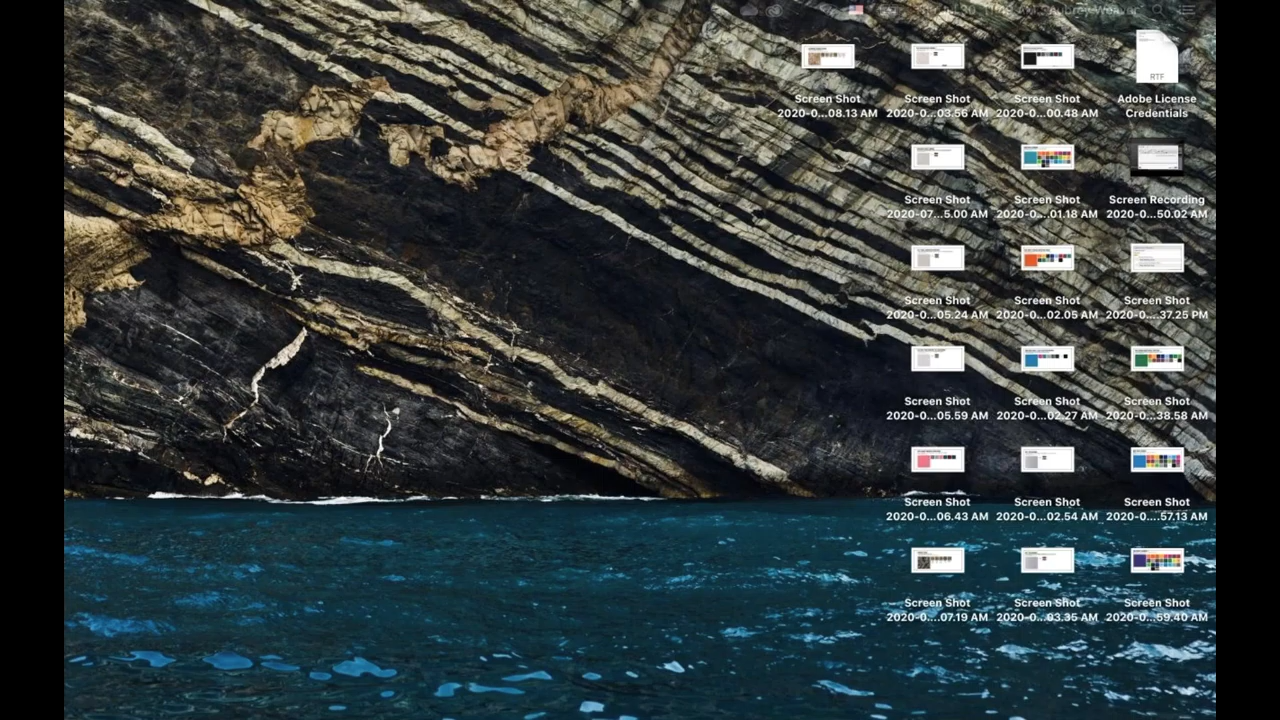 Aubrey Weaver
RTF
Screen Shot
2020-0...08.13 AM
Screen Shot
2020-0...03.56 AM
Screen Shot
2020-0...00.48 AM
Adobe License
Credentials
Screen Shot
2020-07...5.00 AM
Screen Shot
2020-0...01.18 AM
Screen Recording
2020-0...50.02 AM
Screen Shot
2020-0...05.24 AM
Screen Shot
2020-0...02.05 AM
Screen Shot
2020-0....37.25 PM
Screen Shot
2020-0...05.59 AM
Screen Shot
2020-0...02.27 AM
Screen Shot
2020-0...38.58 AM
Screen Shot
2020-0...06.43 AM
Screen Shot
2020-0...02.54 AM
Screen Shot
2020-0....57.13 AM
Screen Shot
2020-0....07.19 AM
Screen Shot
2020-0...03.35 AM
Screen Shot
2020-0...59.40 AM